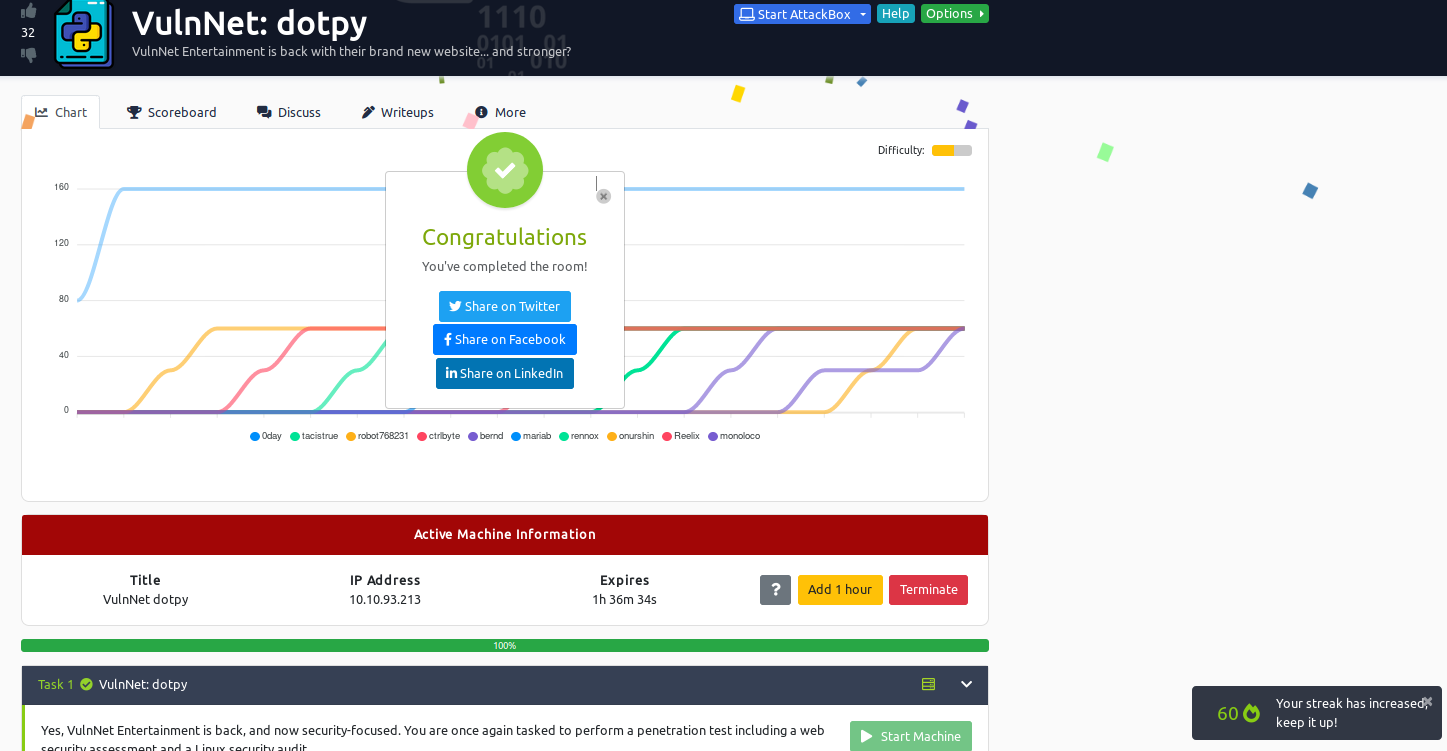 32
VulnNet: dotpy
VulnNet Entertainment is back with their brand new website... and stronger?
1110
0101 01
01 010
01
Start AttackBox
Help
Options
Chart
Scoreboard
Discuss
Writeups
More
Difficulty:
160
120
80
40
0
Congratulations
You've completed the room!
Share on Twitter
Share on Facebook
Share on LinkedIn
0day tacistrue robot768231 ctrlbyte bernd mariab rennox onurshin Reelix monoloco
Active Machine Information
Title IP Address Expires
VulnNet dotpy 10.10.93.213 1h 36m 34s
? Add 1 hour Terminate
100%
Task 1 VulnNet: dotpy
Yes, VulnNet Entertainment is back, and now security-focused. You are once again tasked to perform a penetration test including a web
security assessment and a Linux security audit.
Start Machine
60
Your streak has increased,
keep it up!